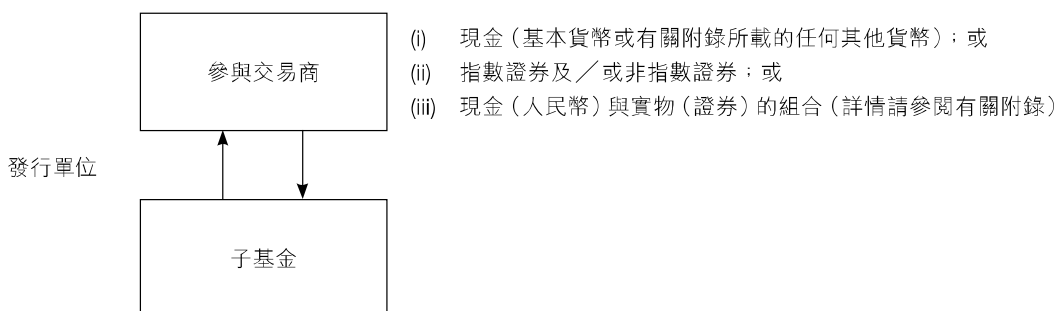 參與交易商
(i) 現金（基本貨幣或有關附錄所載的任何其他貨幣）；或
(ii) 指數證券及／或非指數證券；或
(iii) 現金（人民幣）與實物（證券）的組合（詳情請參閱有關附錄）
發行單位
子基金